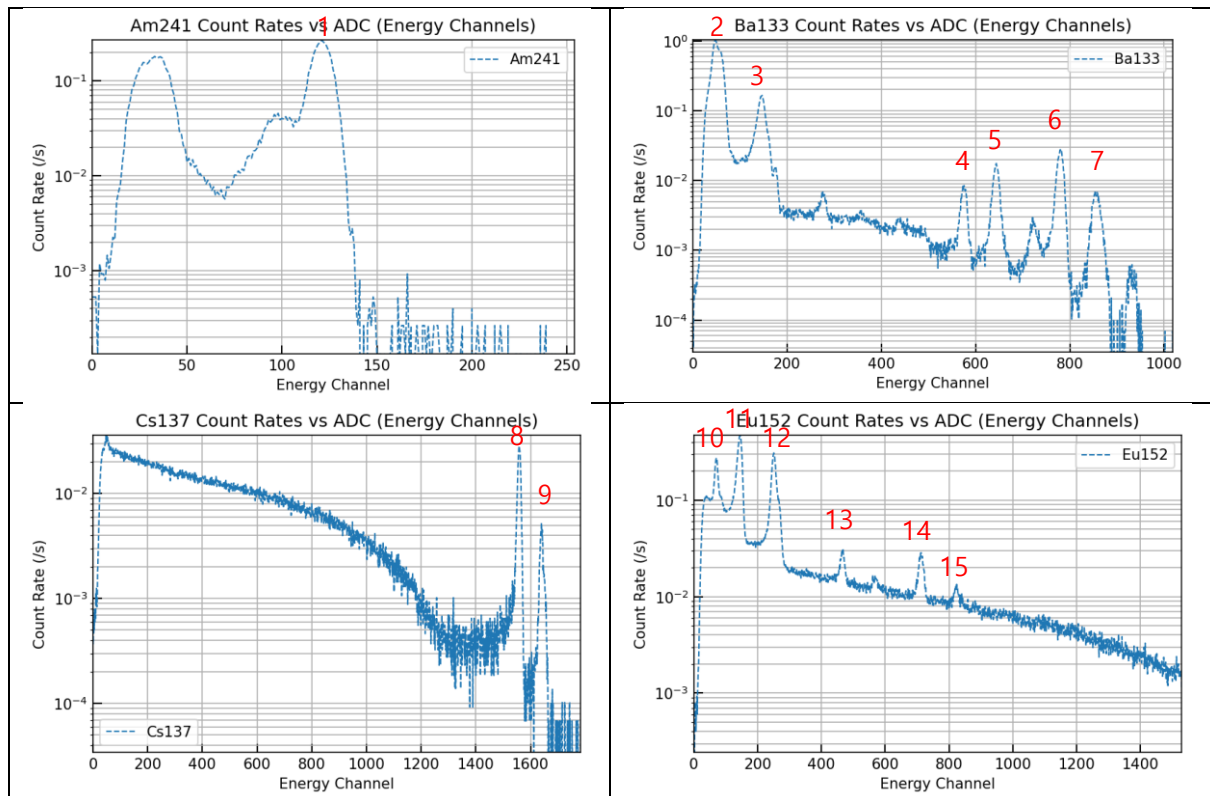 Am241 Count Rates vs ADC (Energy Channels)
1
Am241
Count Rate (/s)
10⁻¹
10⁻²
10⁻³
0 50 100 150 200 250
Energy Channel
Ba133 Count Rates vs ADC (Energy Channels)
2
3
4
5
6
7
Ba133
Count Rate (/s)
10⁰
10⁻¹
10⁻²
10⁻³
10⁻⁴
0 200 400 600 800 1000
Energy Channel
Cs137 Count Rates vs ADC (Energy Channels)
8
9
Cs137
Count Rate (/s)
10⁻²
10⁻³
10⁻⁴
0 200 400 600 800 1000 1200 1400 1600
Energy Channel
Eu152 Count Rates vs ADC (Energy Channels)
10
11
12
13
14
15
Eu152
Count Rate (/s)
10⁻¹
10⁻²
10⁻³
0 200 400 600 800 1000 1200 1400
Energy Channel